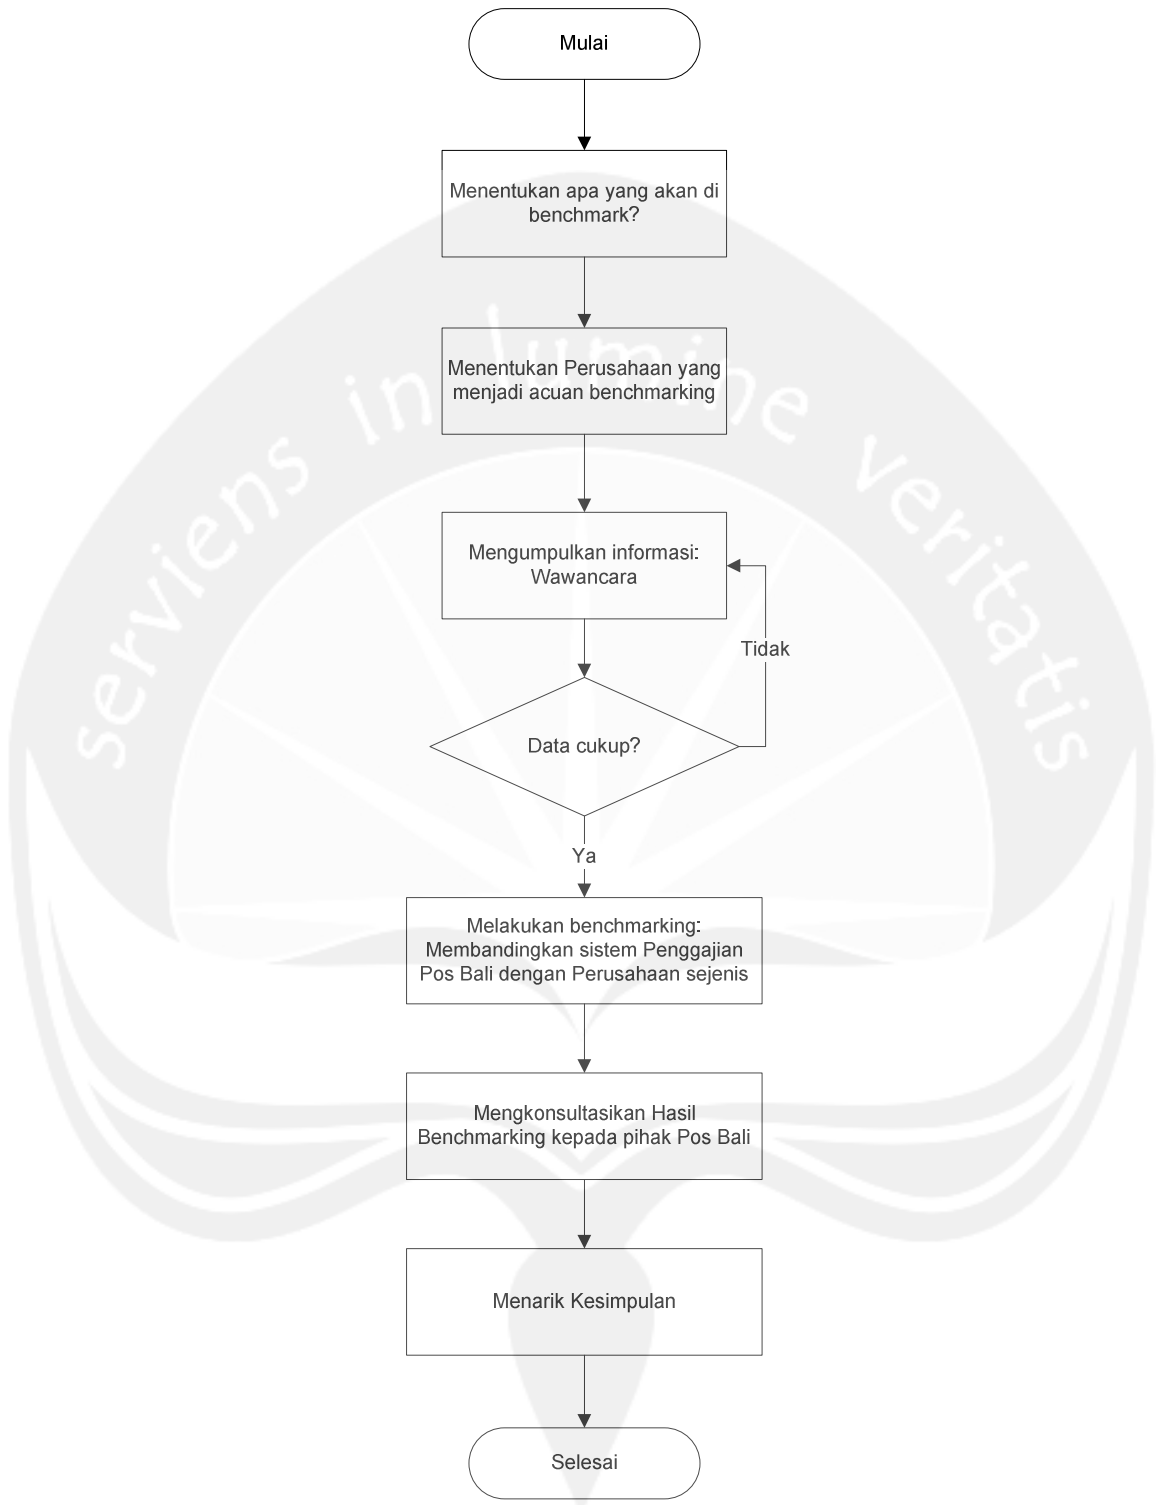 Mulai
Menentukan apa yang akan di
benchmark?
serviens in lumine veritatis
Menentukan Perusahaan yang
menjadi acuan benchmarking
Mengumpulkan informasi:
Wawancara
Tidak
Data cukup?
Ya
Melakukan benchmarking:
Membandingkan sistem Penggajian
Pos Bali dengan Perusahaan sejenis
Mengkonsultasikan Hasil
Benchmarking kepada pihak Pos Bali
Menarik Kesimpulan
Selesai